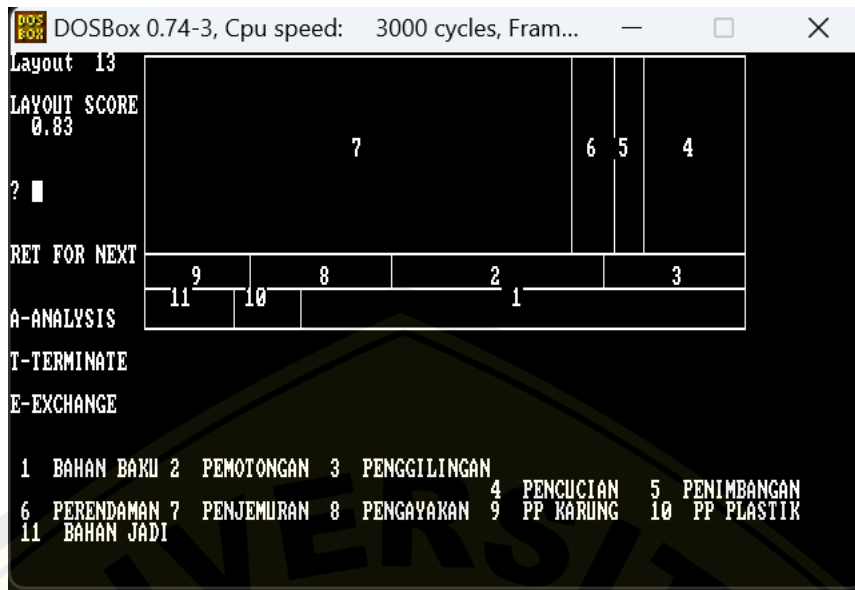 DOS BOX DOSBox 0.74-3, Cpu speed: 3000 cycles, Fram...
Layout 13
LAYOUT SCORE
0.83
7 6 5 4
?
RET FOR NEXT
9 8 2 3
11 10 1
A-ANALYSIS
T-TERMINATE
E-EXCHANGE
1 BAHAN BAKU 2 PEMOTONGAN 3 PENGGILINGAN
4 PENCUCIAN 5 PENIMBANGAN
6 PERENDAMAN 7 PENJEMURAN 8 PENGAYAKAN 9 PP KARUNG 10 PP PLASTIK
11 BAHAN JADI